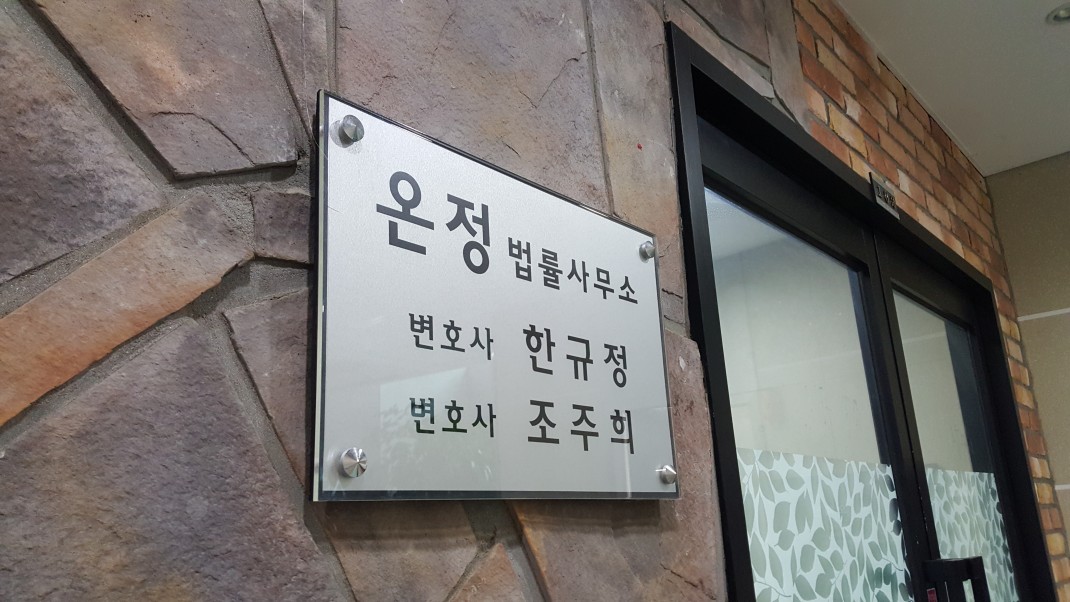 온정 법률사무소
변호사 한규정
변호사 조주희